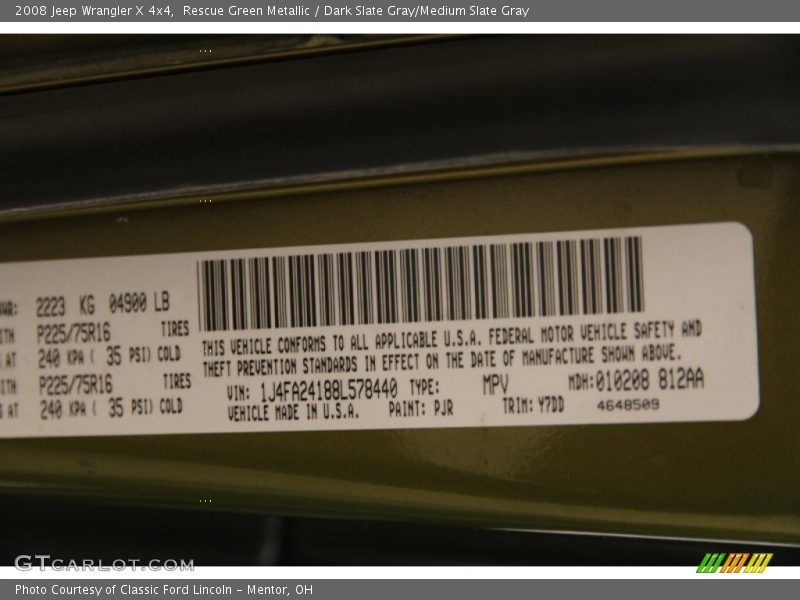 2008 Jeep Wrangler X 4x4,  Rescue Green Metallic / Dark Slate Gray/Medium Slate Gray
2223 KG 04900 LB
P225/75R16 TIRES
AT 240 KPA ( 35 PSI) COLD
P225/75R16 TIRES
AT 240 KPA ( 35 PSI) COLD
THIS VEHICLE CONFORMS TO ALL APPLICABLE U.S.A. FEDERAL MOTOR VEHICLE SAFETY AND
THEFT PREVENTION STANDARDS IN EFFECT ON THE DATE OF MANUFACTURE SHOWN ABOVE.
VIN: 1J4FA24188L578440 TYPE: MPV MDH:010208 812AA
VEHICLE MADE IN U.S.A. PAINT: PJR TRIM: Y7DD 4648509
GTCARLOT.COM
Photo Courtesy of Classic Ford Lincoln - Mentor, OH